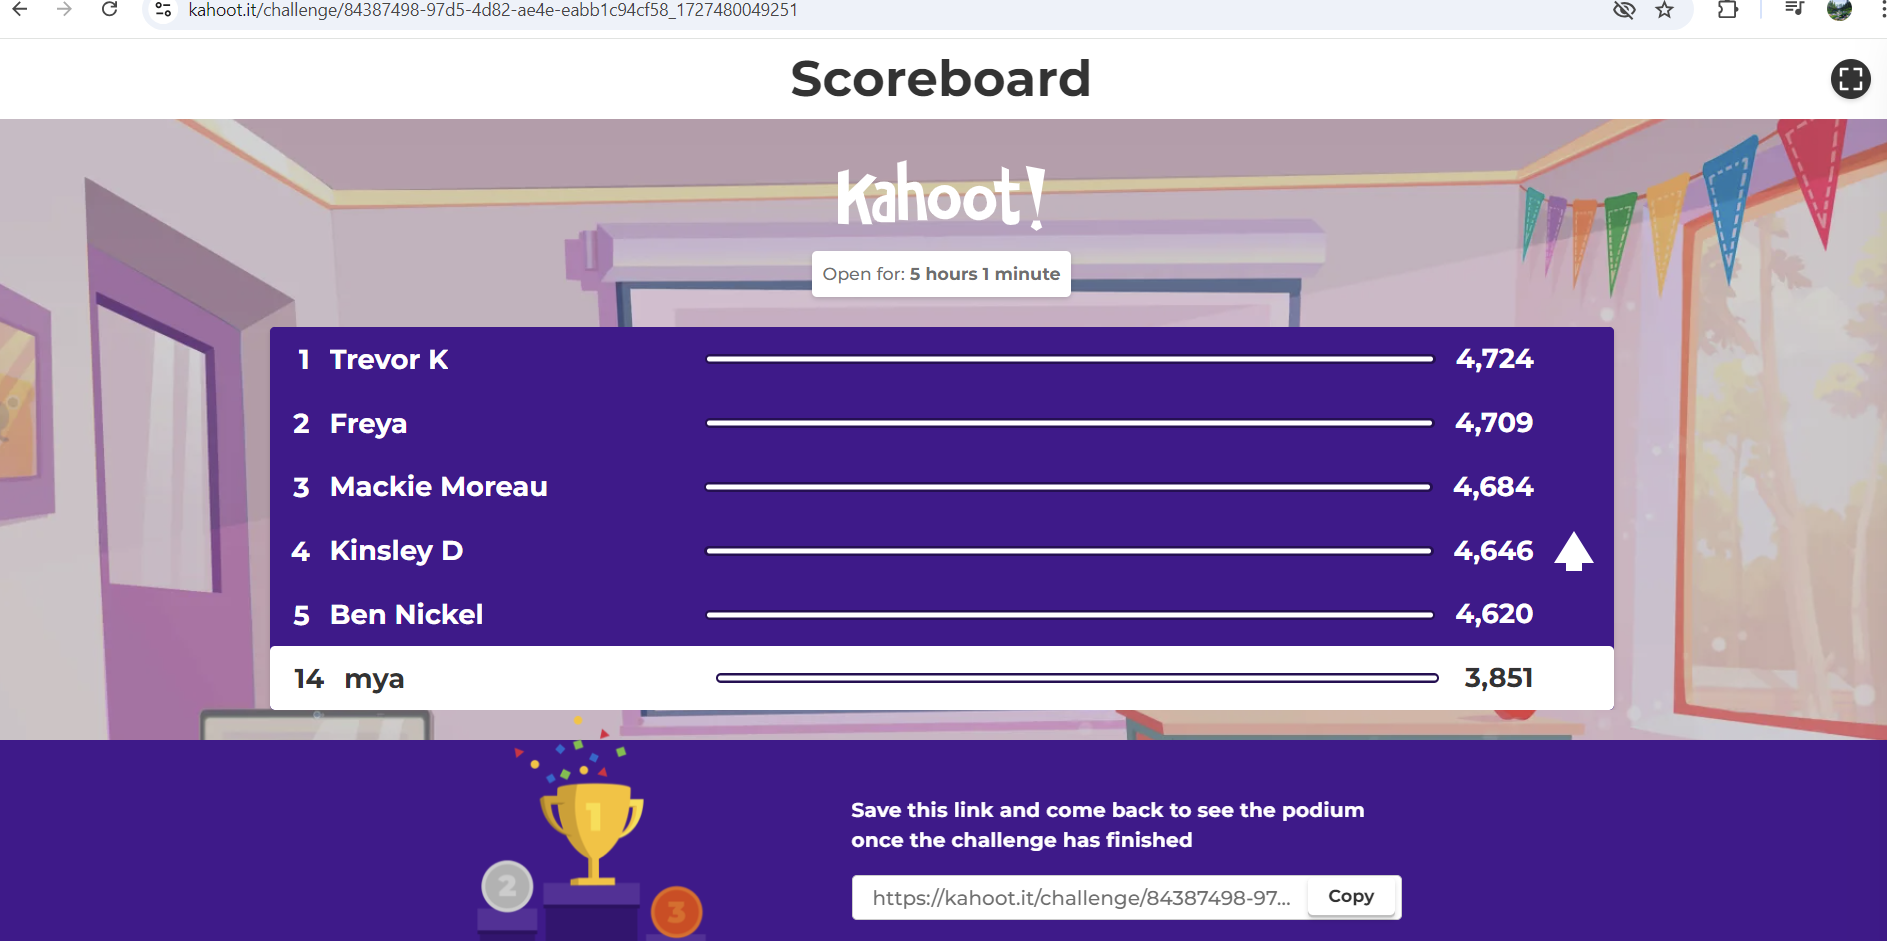 kahoot.it/challenge/84387498-97d5-4d82-ae4e-eabb1c94cf58_1727480049251
Scoreboard
Kahoot!
Open for: 5 hours 1 minute
1 Trevor K 4,724
2 Freya 4,709
3 Mackie Moreau 4,684
4 Kinsley D 4,646
5 Ben Nickel 4,620
14 mya 3,851
1
2
3
Save this link and come back to see the podium
once the challenge has finished
https://kahoot.it/challenge/84387498-97... Copy